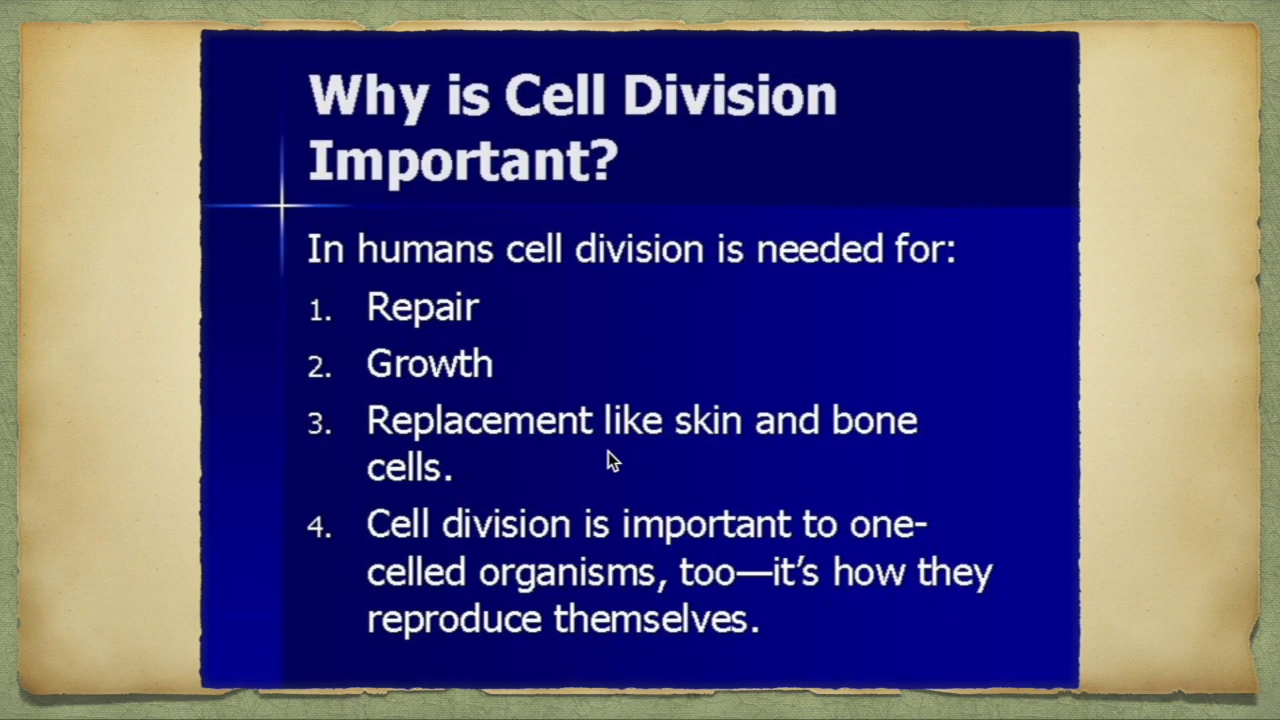 Why is Cell Division
Important?
In humans cell division is needed for:
1. Repair
2. Growth
3. Replacement like skin and bone
cells.
4. Cell division is important to one-
celled organisms, too—it's how they
reproduce themselves.